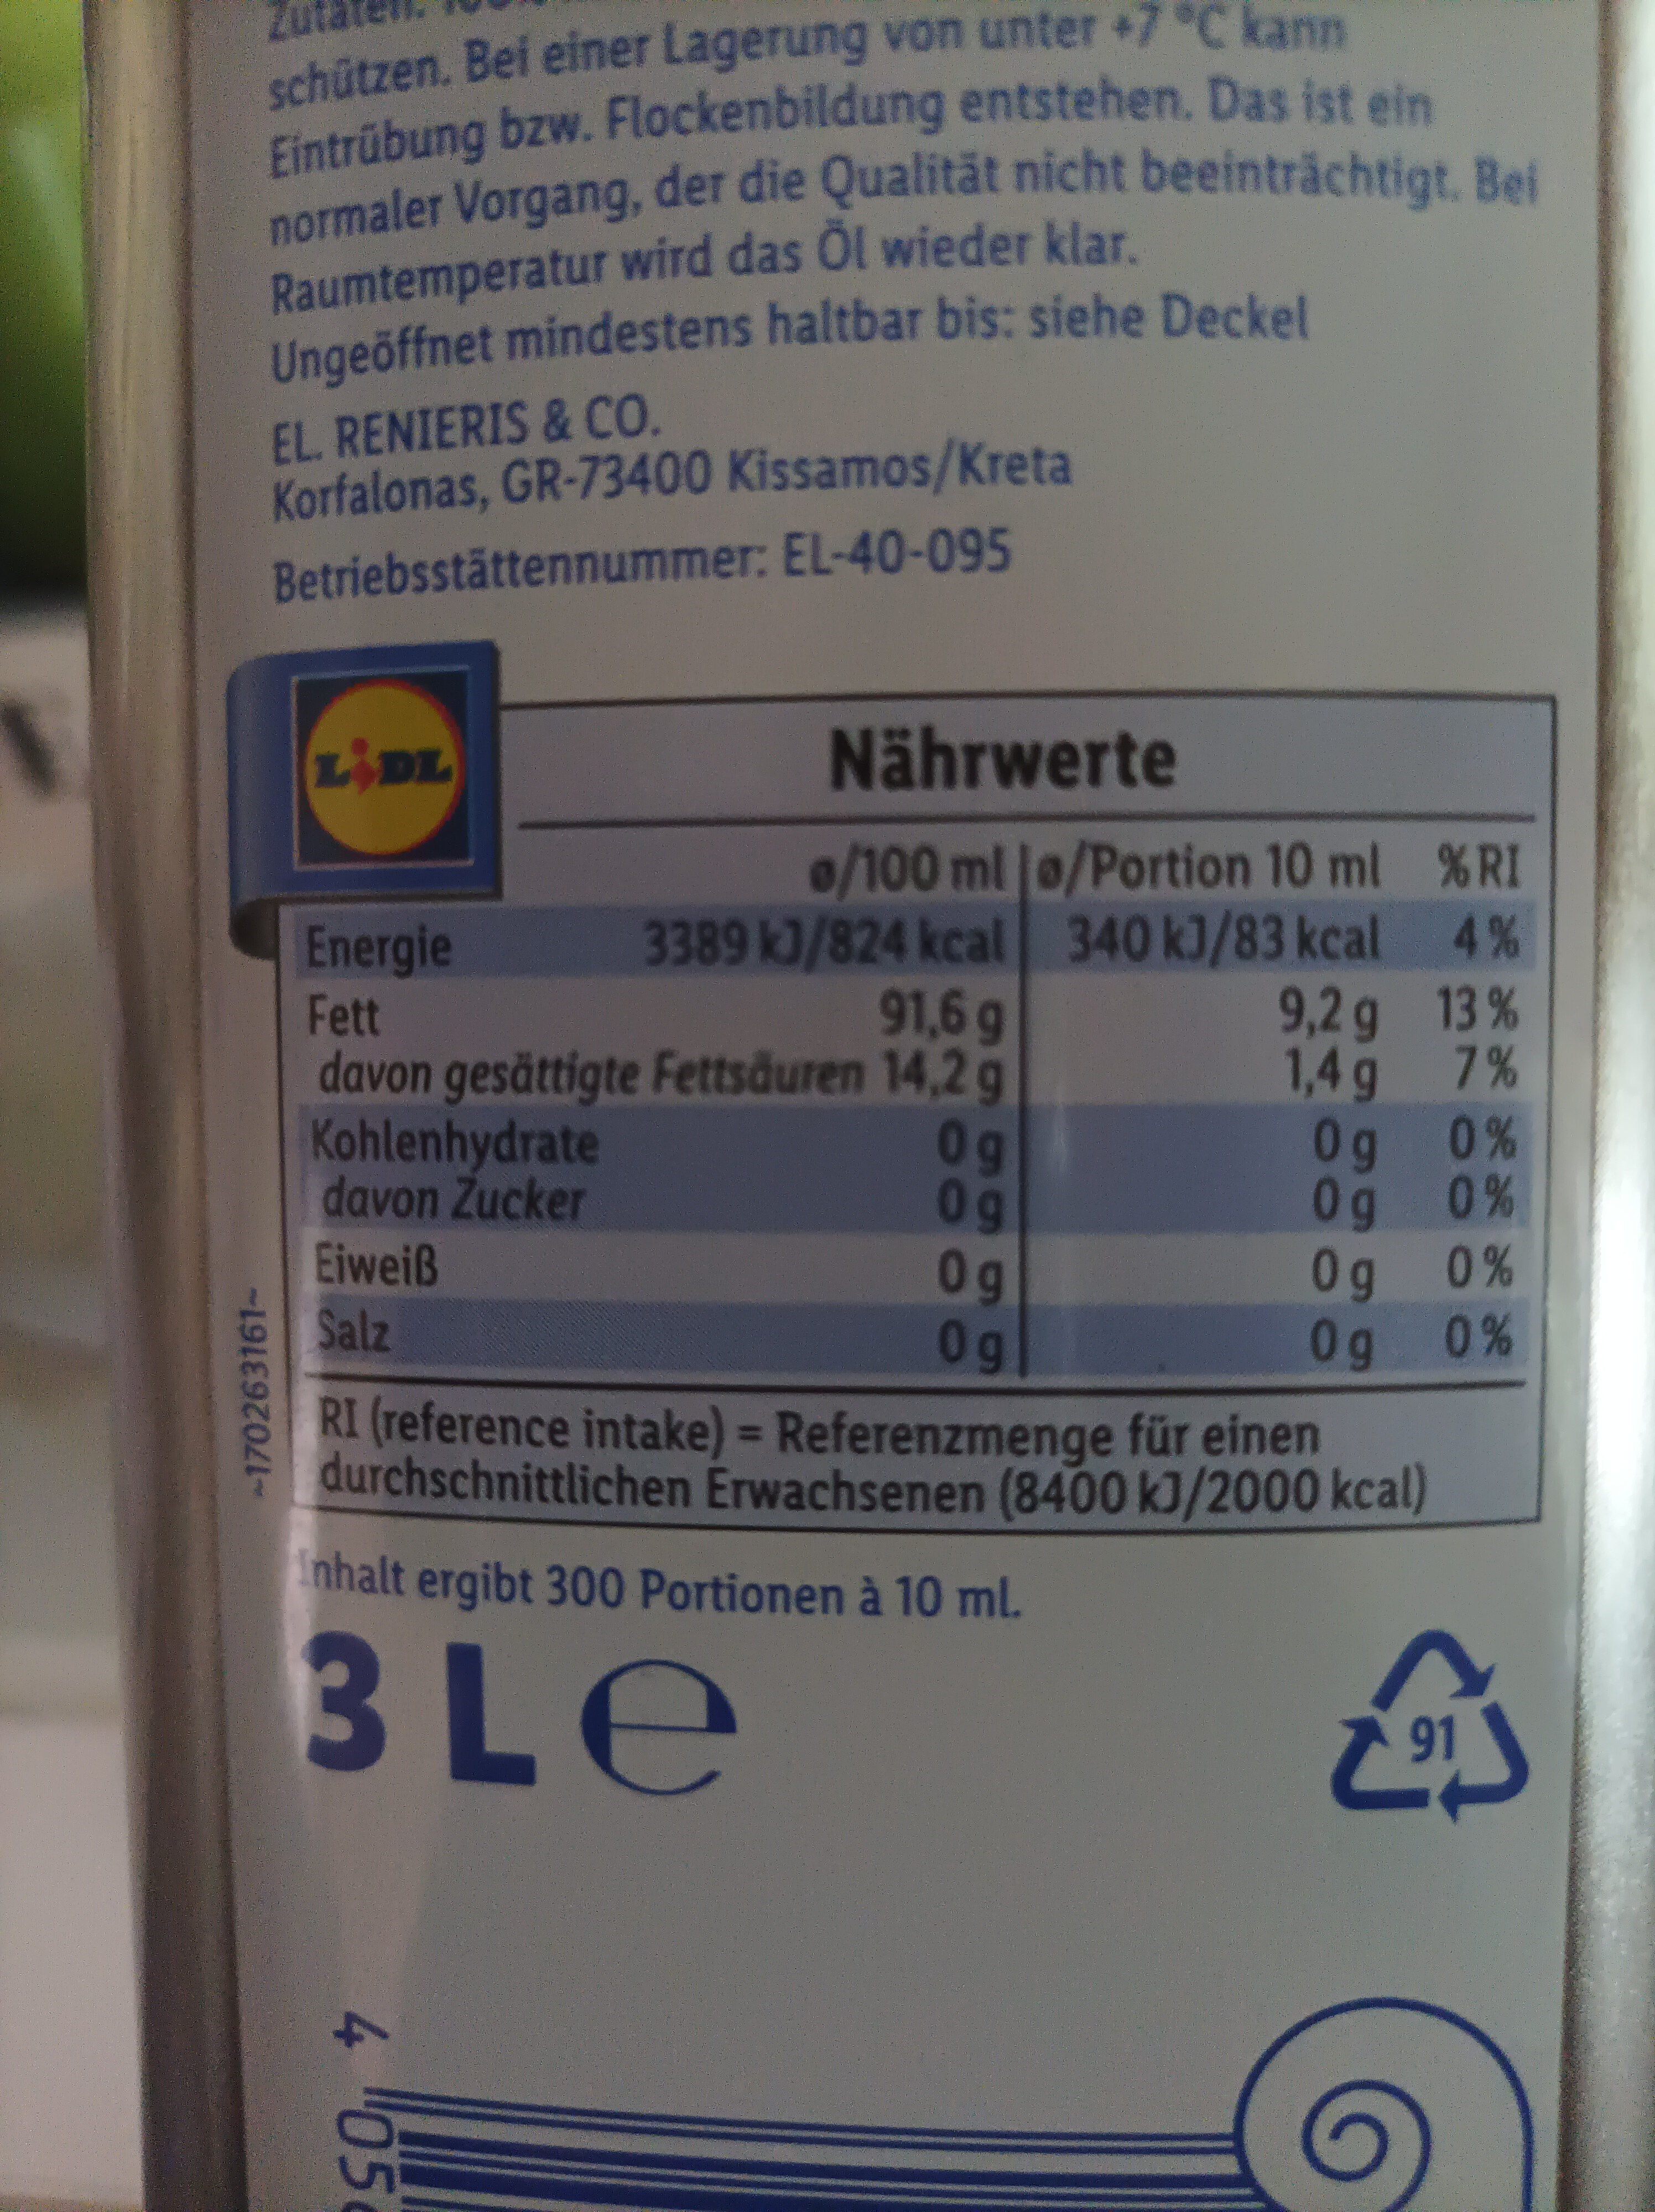 Zutaten: 100%
schützen. Bei einer Lagerung von unter +7 °C kann
Eintrübung bzw. Flockenbildung entstehen. Das ist ein
normaler Vorgang, der die Qualität nicht beeinträchtigt. Bei
Raumtemperatur wird das Öl wieder klar.
Ungeöffnet mindestens haltbar bis: siehe Deckel
EL. RENIERIS & CO.
Korfalonas, GR-73400 Kissamos/Kreta
Betriebsstättennummer: EL-40-095
LIDL
Nährwerte
ø/100 ml ø/Portion 10 ml % RI
Energie 3389 kJ/824 kcal 340 kJ/83 kcal 4 %
Fett 91,6 g 9,2 g 13 %
davon gesättigte Fettsäuren 14,2 g 1,4 g 7 %
Kohlenhydrate 0 g 0 g 0 %
davon Zucker 0 g 0 g 0 %
Eiweiß 0 g 0 g 0 %
Salz 0 g 0 g 0 %
RI (reference intake) = Referenzmenge für einen
durchschnittlichen Erwachsenen (8400 kJ/2000 kcal)
~170263161~
Inhalt ergibt 300 Portionen à 10 ml.
3 L e
91
4 05